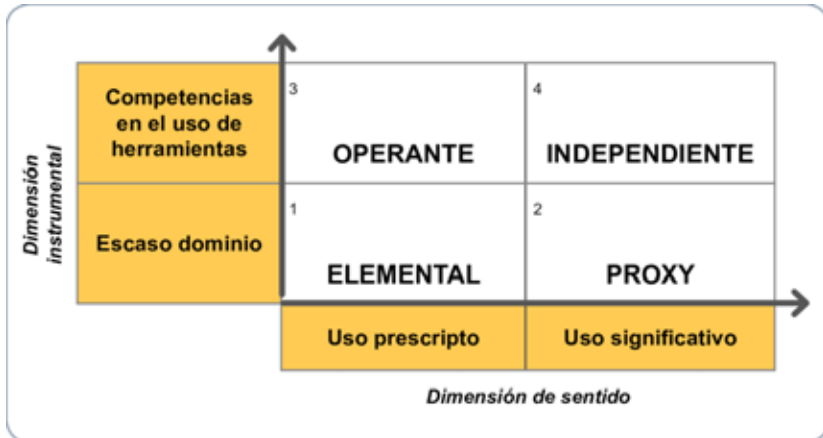 Dimensión
instrumental
Competencias
en el uso de
herramientas
3
OPERANTE
4
INDEPENDIENTE
Escaso dominio
1
ELEMENTAL
2
PROXY
Uso prescripto
Uso significativo
Dimensión de sentido